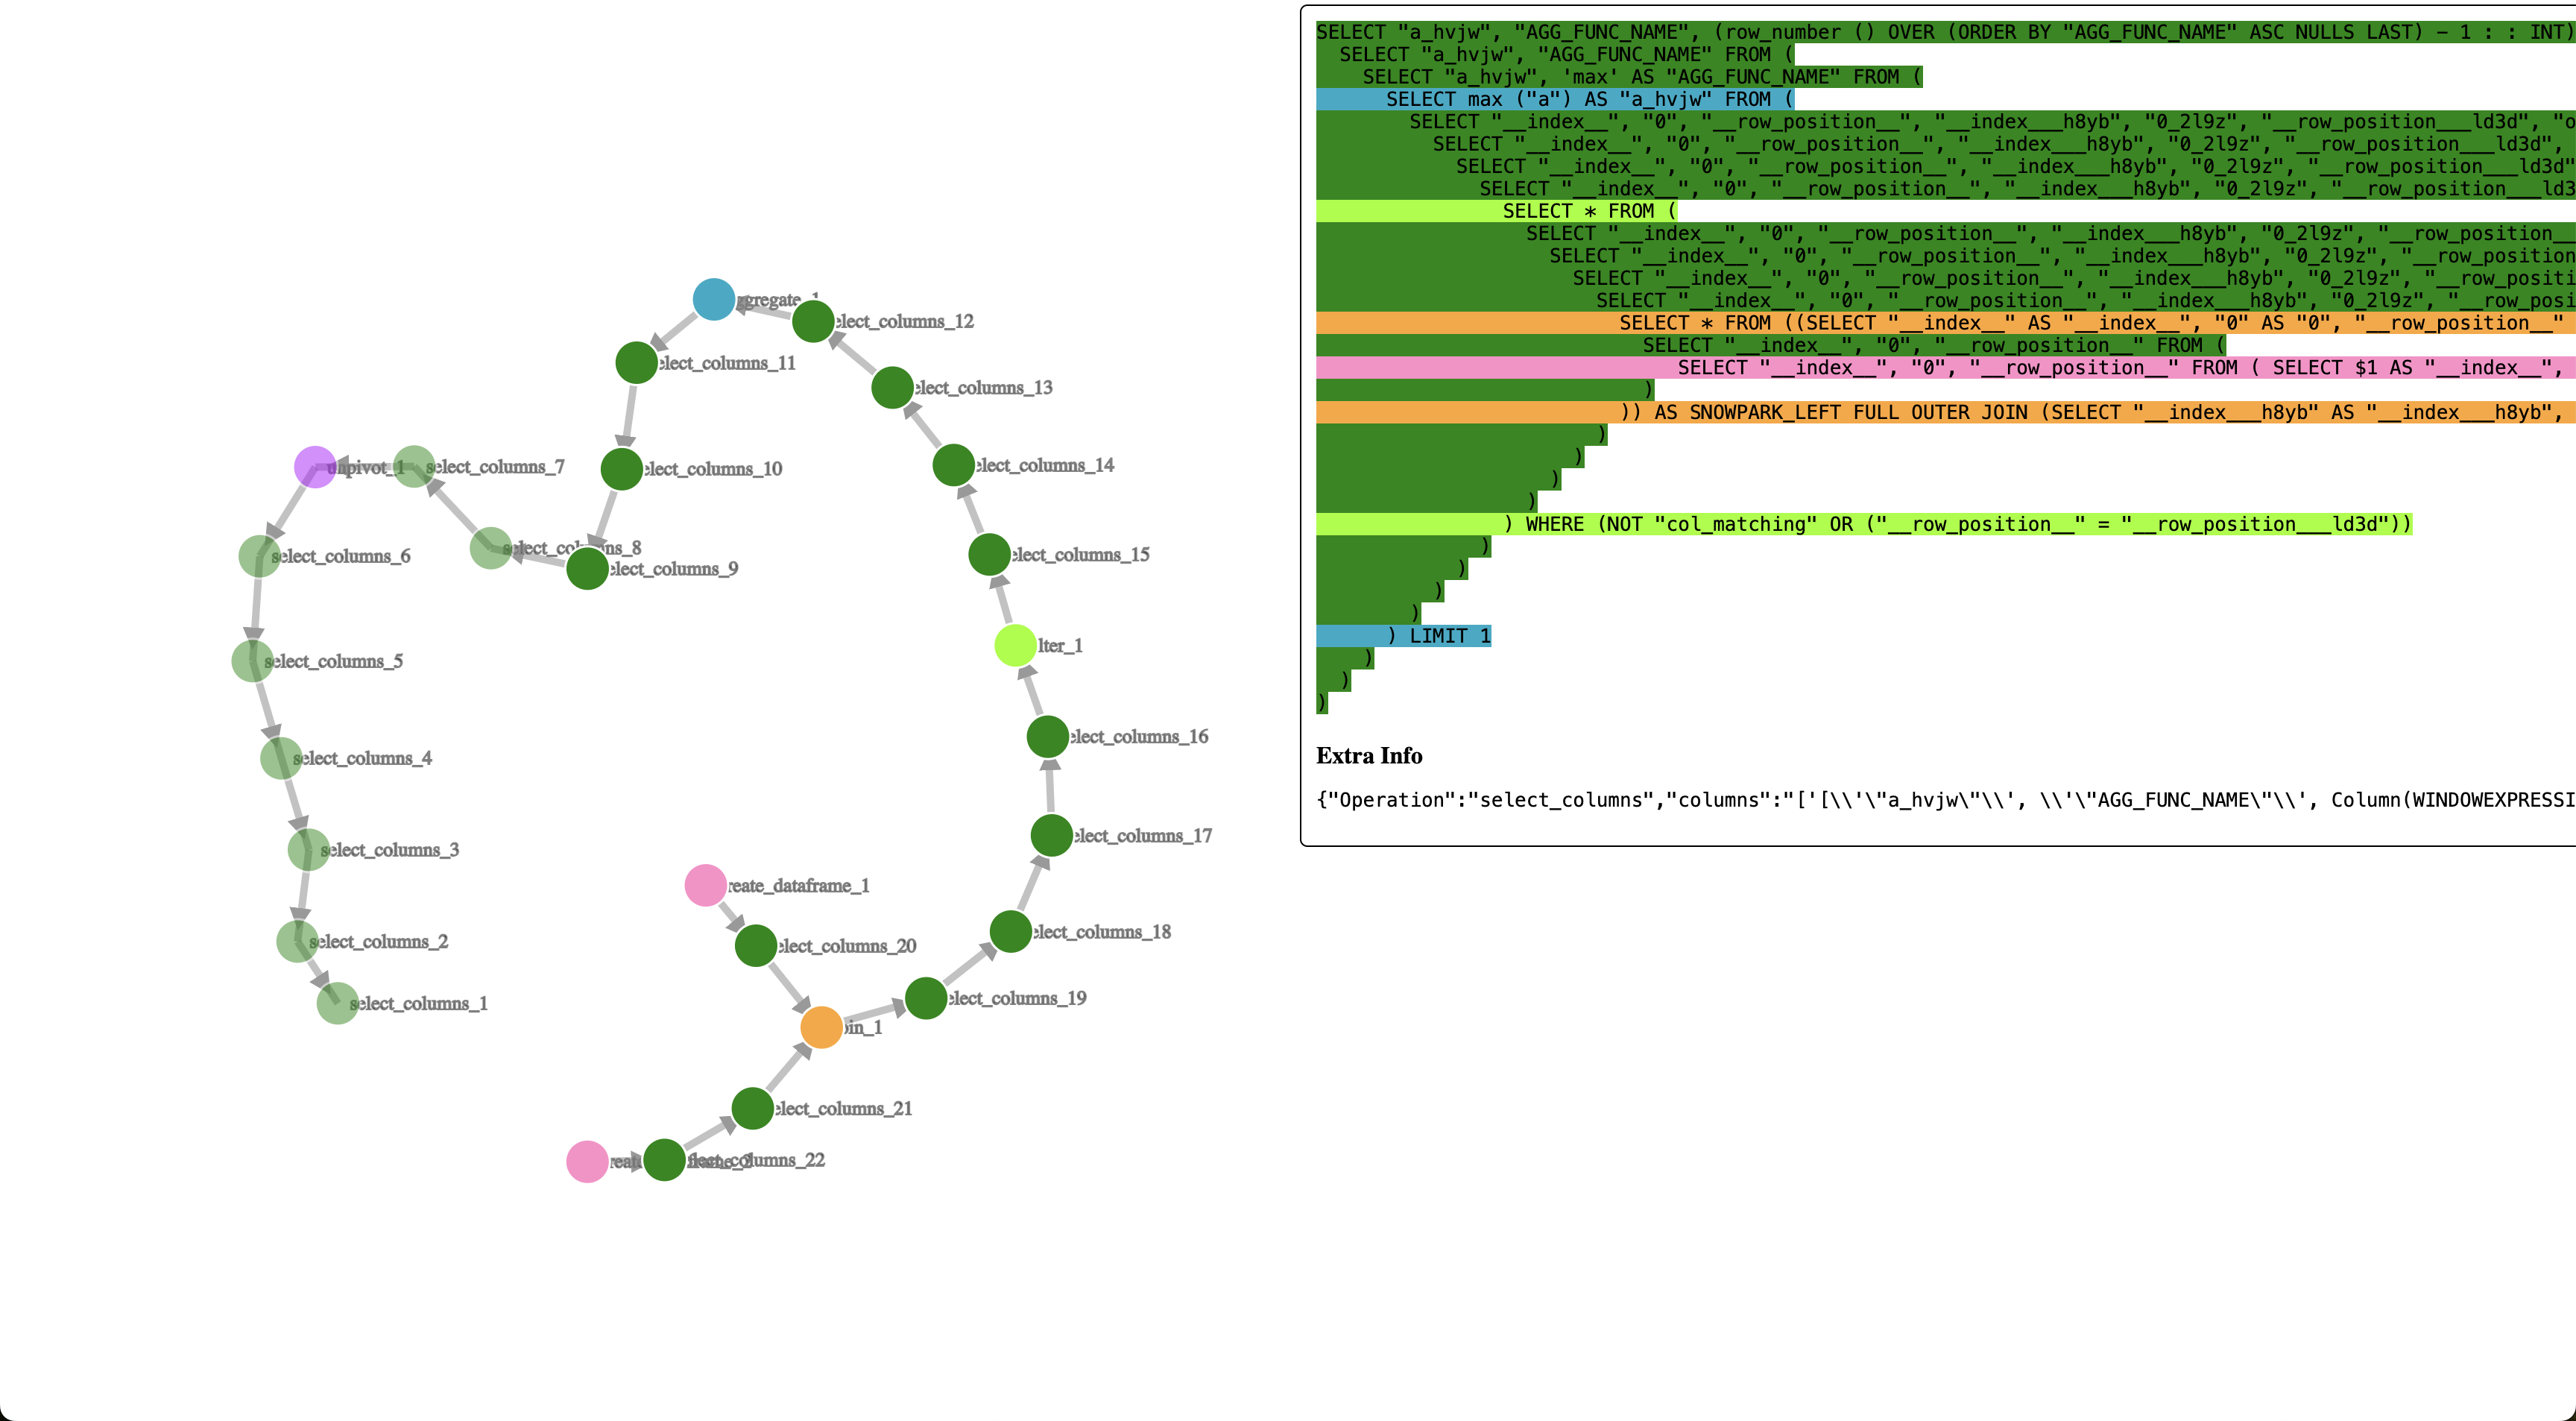 SELECT "a_hvjw", "AGG_FUNC_NAME", (row_number () OVER (ORDER BY "AGG_FUNC_NAME" ASC NULLS LAST) – 1 : : INT)
SELECT "a_hvjw", "AGG_FUNC_NAME" FROM (
SELECT "a_hvjw", 'max' AS "AGG_FUNC_NAME" FROM (
SELECT max ("a") AS "a_hvjw" FROM (
SELECT "__index__", "0", "__row_position__", "__index___h8yb", "0_2l9z", "__row_position___ld3d", "o
SELECT "__index__", "0", "__row_position__", "__index___h8yb", "0_2l9z", "__row_position___ld3d",
SELECT "__index__", "0", "__row_position__", "__index___h8yb", "0_2l9z", "__row_position___ld3d"
SELECT "__index__", "0", "__row_position__", "__index___h8yb", "0_2l9z", "__row_position___ld3
SELECT * FROM (
SELECT "__index__", "0", "__row_position__", "__index___h8yb", "0_2l9z", "__row_position__
SELECT "__index__", "0", "__row_position__", "__index___h8yb", "0_2l9z", "__row_position
SELECT "__index__", "0", "__row_position__", "__index___h8yb", "0_2l9z", "__row_positi
SELECT "__index__", "0", "__row_position__", "__index___h8yb", "0_2l9z", "__row_posi
SELECT * FROM ((SELECT "__index__" AS "__index__", "0" AS "0", "__row_position__"
SELECT "__index__", "0", "__row_position__" FROM (
SELECT "__index__", "0", "__row_position__" FROM ( SELECT $1 AS "__index__",
)
)) AS SNOWPARK_LEFT FULL OUTER JOIN (SELECT "__index___h8yb" AS "__index___h8yb",
)
)
)
)
) WHERE (NOT "col_matching" OR ("__row_position__" = "__row_position___ld3d"))
)
)
)
)
) LIMIT 1
)
)
)
Extra Info
{"Operation":"select_columns","columns":"['[\\'\"a_hvjw\"\\', \\'\"AGG_FUNC_NAME\"\\', Column(WINDOWEXPRESSI
ggregate_1
elect_columns_12
elect_columns_11
elect_columns_13
elect_columns_14
unpivot_1
select_columns_7
elect_columns_10
select_columns_8
elect_columns_9
select_columns_6
elect_columns_15
select_columns_5
lter_1
elect_columns_16
select_columns_4
elect_columns_17
select_columns_3
reate_dataframe_1
elect_columns_18
select_columns_2
elect_columns_20
elect_columns_19
select_columns_1
oin_1
elect_columns_21
lect_columns_22